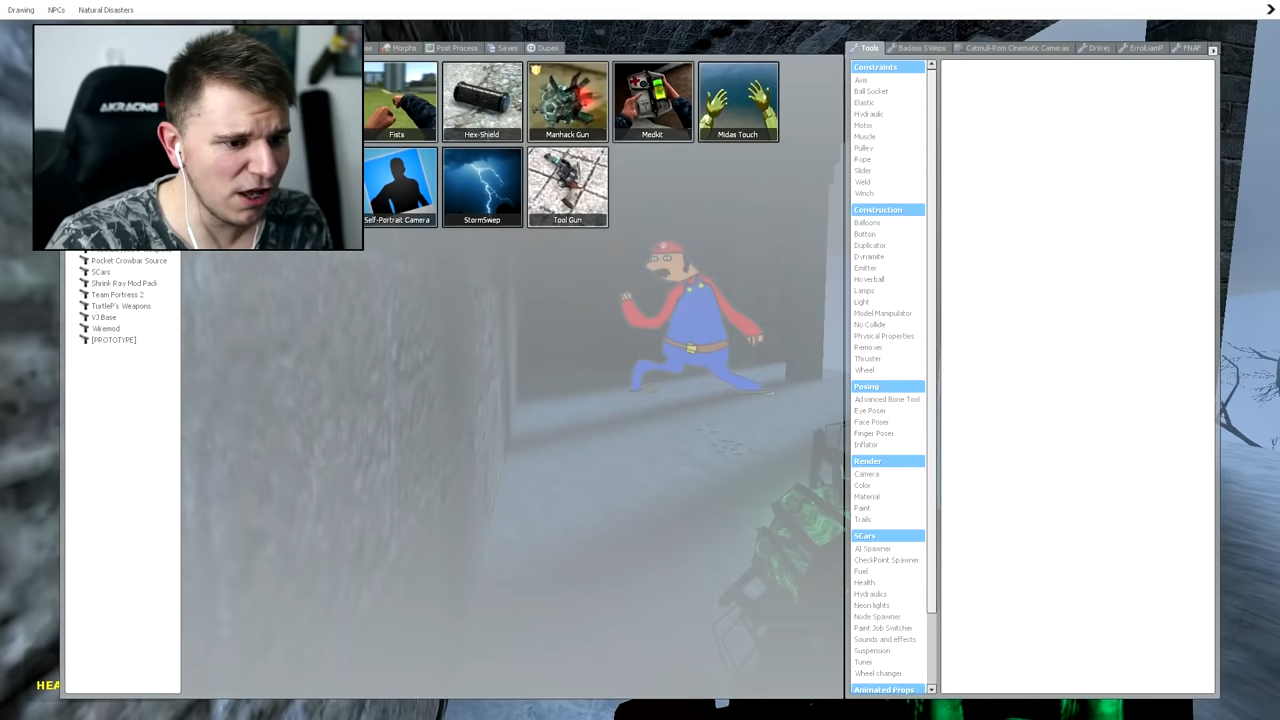 Drawing NPCs Natural Disasters
AKRACING
Morphs Post Process Saves Dupes
Fists Hex-Shield Manhack Gun Medkit Midas Touch
Self-Portrait Camera StormSwep Tool Gun
Rocket Crowbar Source
SCars
Shrink Ray Mod Pack
Team Fortress 2
TurtleP's Weapons
VJ Base
Wiremod
[PROTOTYPE]
HEA
Tools Badass SWeps Catmull-Rom Cinematic Cameras DrVrej ErrolLiamP FNAF
Constraints
Axis
Ball Socket
Elastic
Hydraulic
Motor
Muscle
Pulley
Rope
Slider
Weld
Winch
Construction
Balloons
Button
Duplicator
Dynamite
Emitter
Hoverball
Lamps
Light
Model Manipulator
No Collide
Physical Properties
Remover
Thruster
Wheel
Posing
Advanced Bone Tool
Eye Poser
Face Poser
Finger Poser
Inflator
Render
Camera
Color
Material
Paint
Trails
SCars
AI Spawner
CheckPoint Spawner
Fuel
Health
Hydraulics
Neon lights
Node Spawner
Paint Job Switcher
Sounds and effects
Suspension
Tuner
Wheel changer
Animated Props